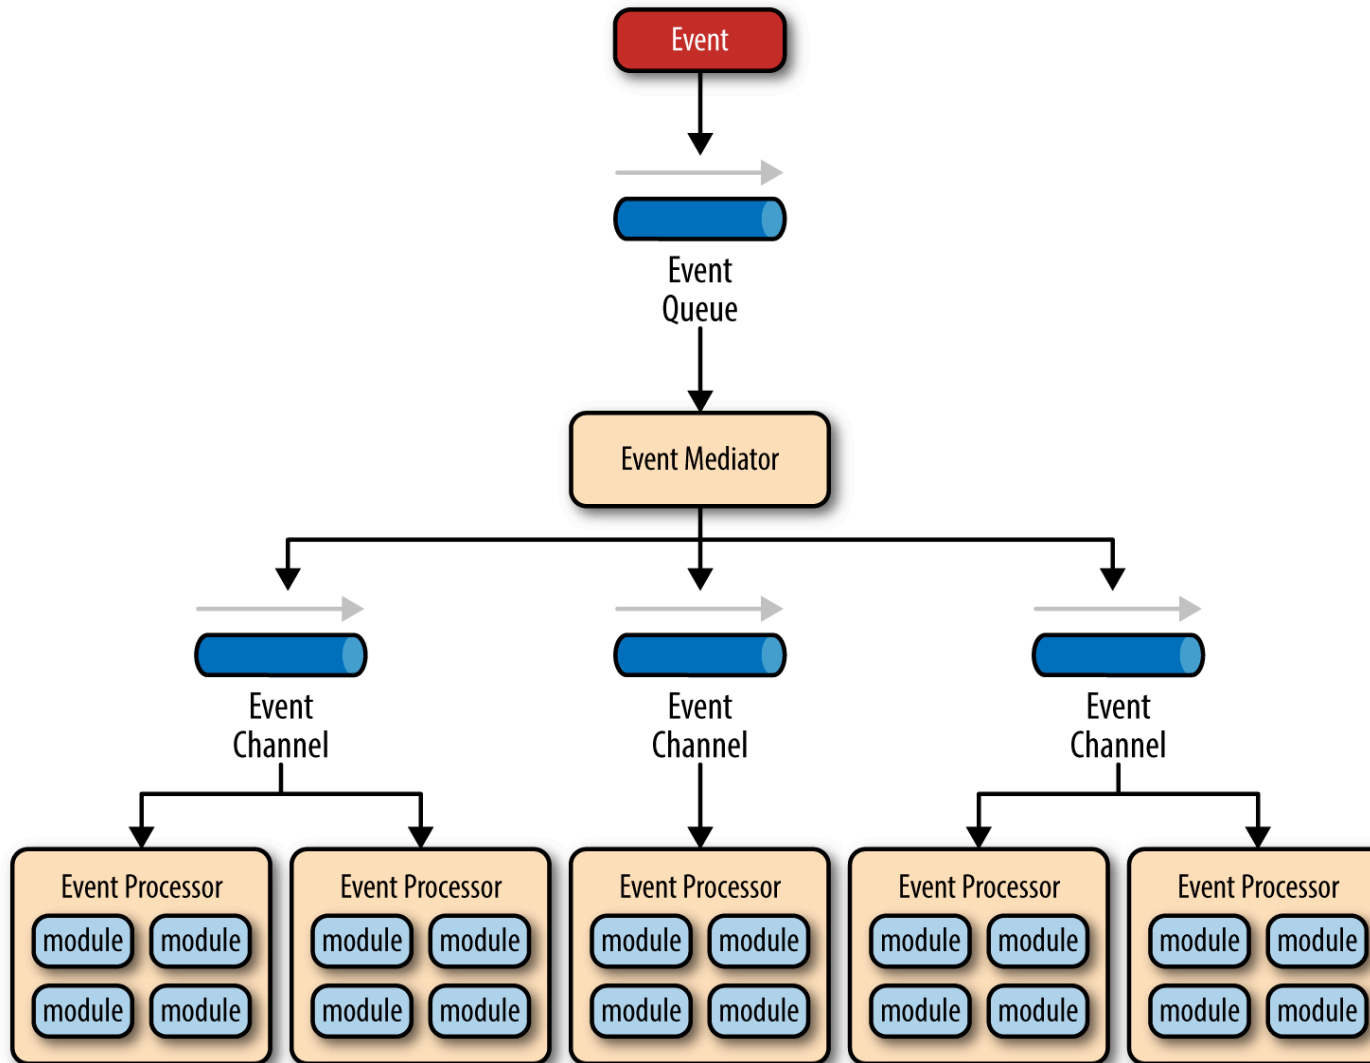 Event
Event
Queue
Event Mediator
Event
Channel
Event
Channel
Event
Channel
Event Processor
module module
module module
Event Processor
module module
module module
Event Processor
module module
module module
Event Processor
module module
module module
Event Processor
module module
module module